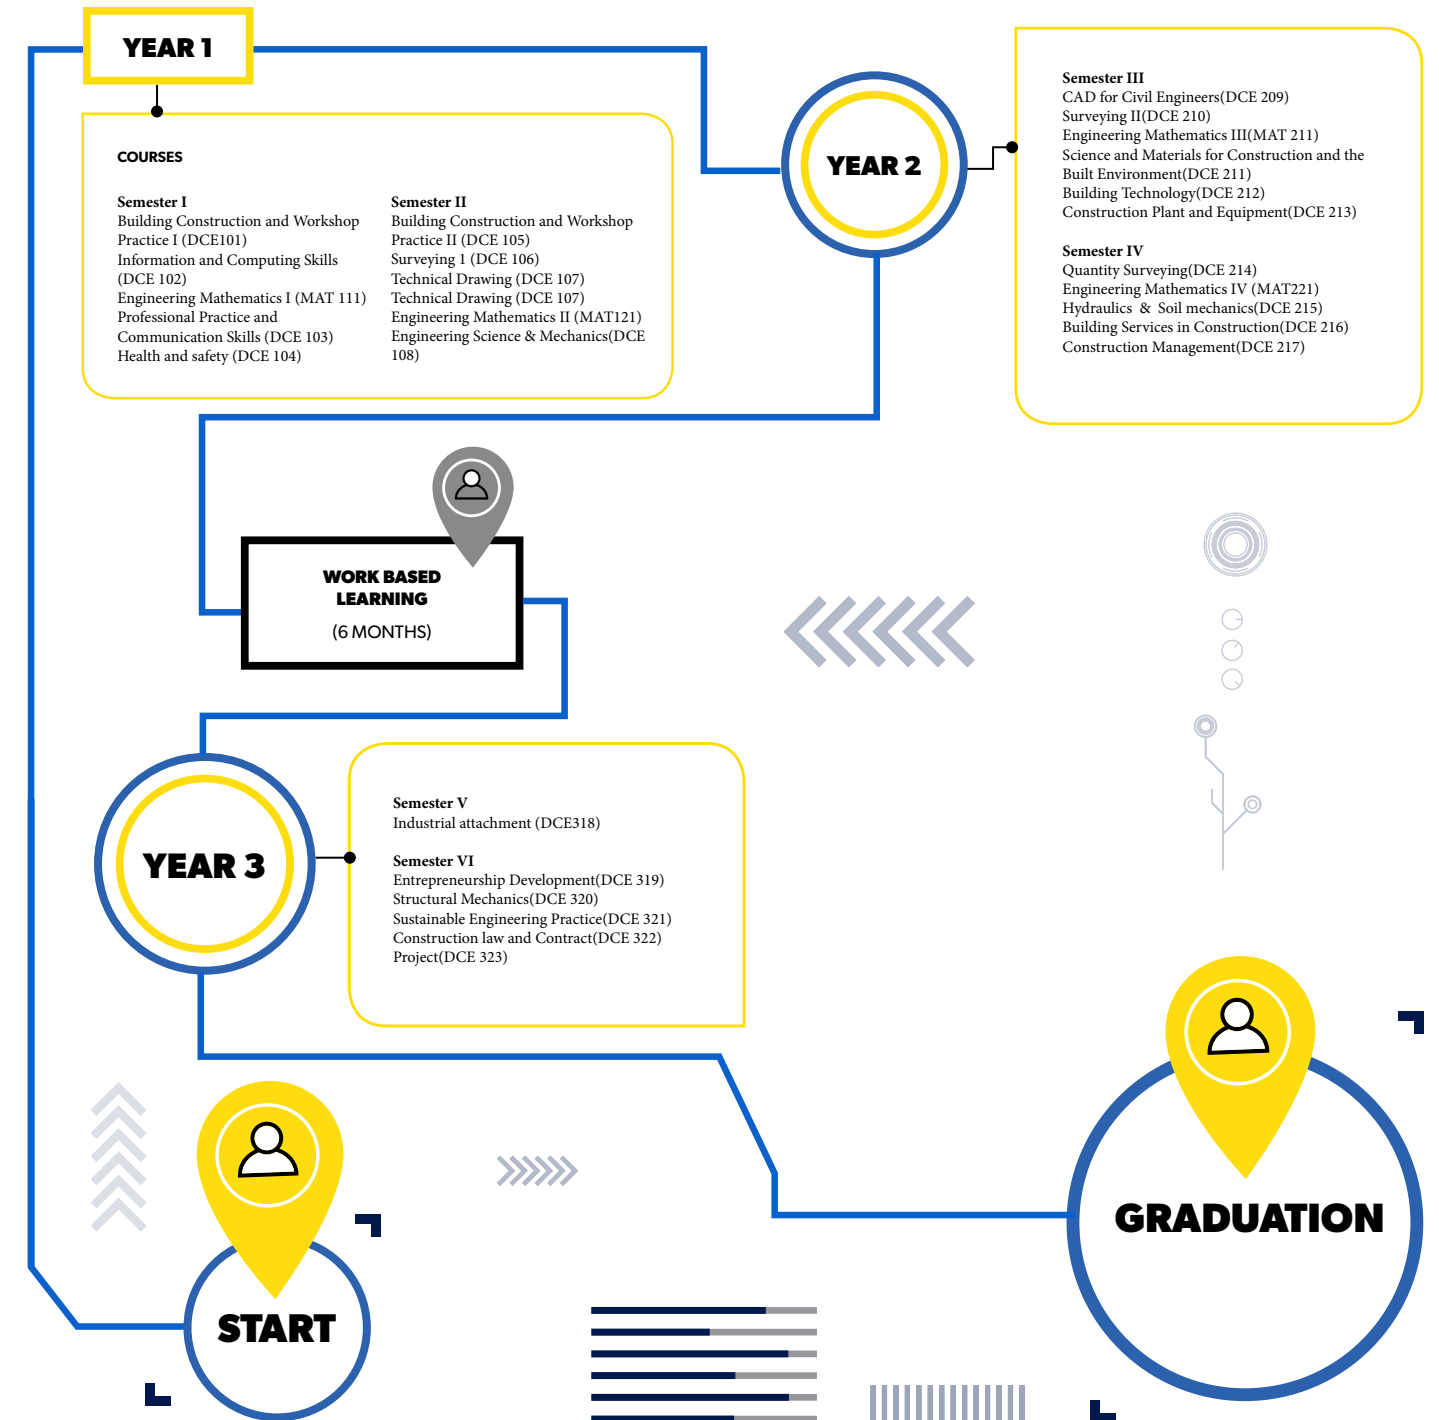 YEAR 1
COURSES
Semester I
Building Construction and Workshop
Practice I (DCE101)
Information and Computing Skills
(DCE 102)
Engineering Mathematics I (MAT 111)
Professional Practice and
Communication Skills (DCE 103)
Health and safety (DCE 104)
Semester II
Building Construction and Workshop
Practice II (DCE 105)
Surveying 1 (DCE 106)
Technical Drawing (DCE 107)
Technical Drawing (DCE 107)
Engineering Mathematics II (MAT121)
Engineering Science & Mechanics(DCE
108)
YEAR 2
Semester III
CAD for Civil Engineers(DCE 209)
Surveying II(DCE 210)
Engineering Mathematics III(MAT 211)
Science and Materials for Construction and the
Built Environment(DCE 211)
Building Technology(DCE 212)
Construction Plant and Equipment(DCE 213)
Semester IV
Quantity Surveying(DCE 214)
Engineering Mathematics IV (MAT221)
Hydraulics & Soil mechanics(DCE 215)
Building Services in Construction(DCE 216)
Construction Management(DCE 217)
WORK BASED
LEARNING
(6 MONTHS)
YEAR 3
Semester V
Industrial attachment (DCE318)
Semester VI
Entrepreneurship Development(DCE 319)
Structural Mechanics(DCE 320)
Sustainable Engineering Practice(DCE 321)
Construction law and Contract(DCE 322)
Project(DCE 323)
GRADUATION
START